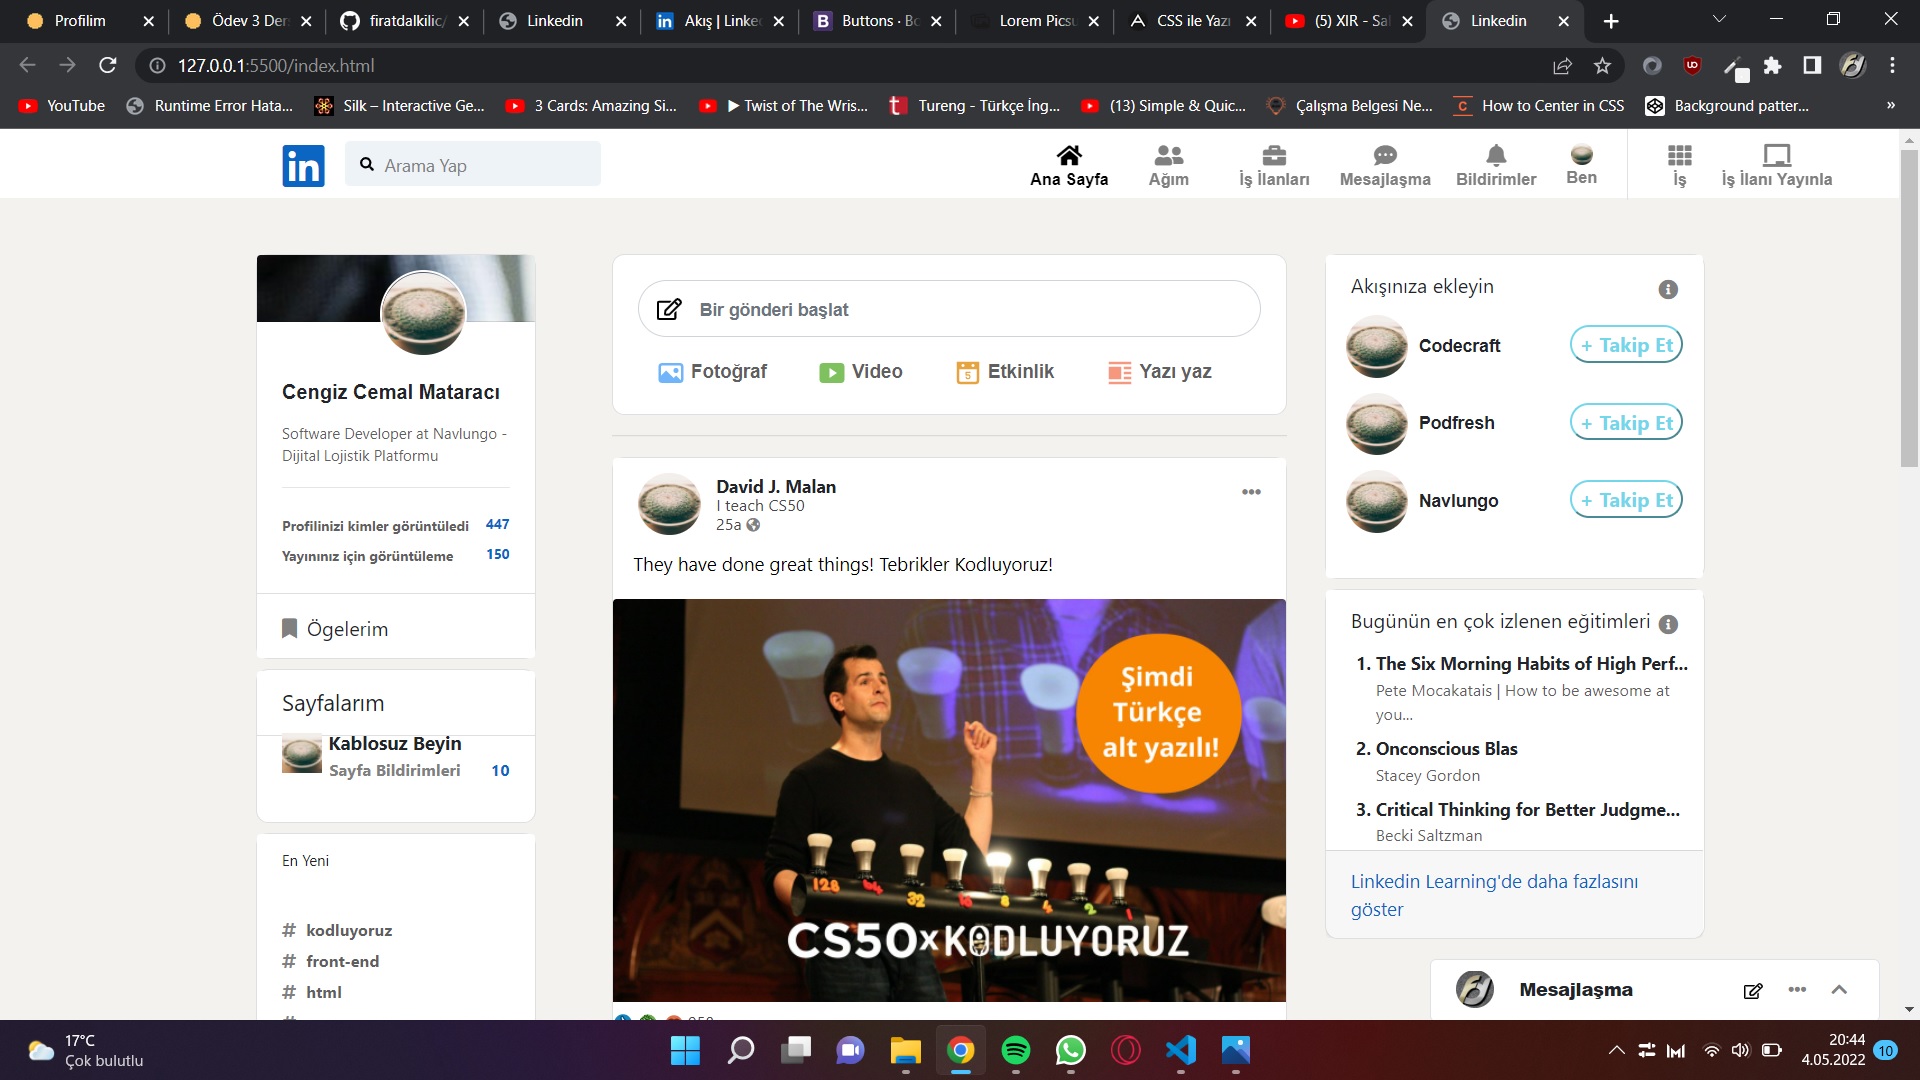 Profilim
Ödev 3 Der
firatdalkilic/
Linkedin
Akış | Linke
Buttons · Bo
Lorem Picsu
CSS ile Yazı
(5) XIR - Sal
Linkedin
127.0.0.1:5500/index.html
YouTube
Runtime Error Hata...
Silk – Interactive Ge...
3 Cards: Amazing Si...
▶ Twist of The Wris...
Tureng - Türkçe İng...
(13) Simple & Quic...
Çalışma Belgesi Ne...
How to Center in CSS
Background patter...
»
in
Arama Yap
Ana Sayfa
Ağım
İş İlanları
Mesajlaşma
Bildirimler
Ben
İş
İş İlanı Yayınla
Cengiz Cemal Mataracı
Software Developer at Navlungo -
Dijital Lojistik Platformu
Profilinizi kimler görüntüledi 447
Yayınınız için görüntüleme 150
Ögelerim
Sayfalarım
Kablosuz Beyin
Sayfa Bildirimleri 10
En Yeni
# kodluyoruz
# front-end
# html
Bir gönderi başlat
Fotoğraf
Video
Etkinlik
Yazı yaz
David J. Malan
I teach CS50
25a
They have done great things! Tebrikler Kodluyoruz!
Şimdi
Türkçe
alt yazılı!
128 64 32 16 8 4 2 1
CS50xKODLUYORUZ
Akışınıza ekleyin
Codecraft
+ Takip Et
Podfresh
+ Takip Et
Navlungo
+ Takip Et
Bugünün en çok izlenen eğitimleri
1. The Six Morning Habits of High Perf...
Pete Mocakatais | How to be awesome at
you...
2. Onconscious Blas
Stacey Gordon
3. Critical Thinking for Better Judgme...
Becki Saltzman
Linkedin Learning'de daha fazlasını
göster
Mesajlaşma
17°C
Çok bulutlu
20:44
4.05.2022
10